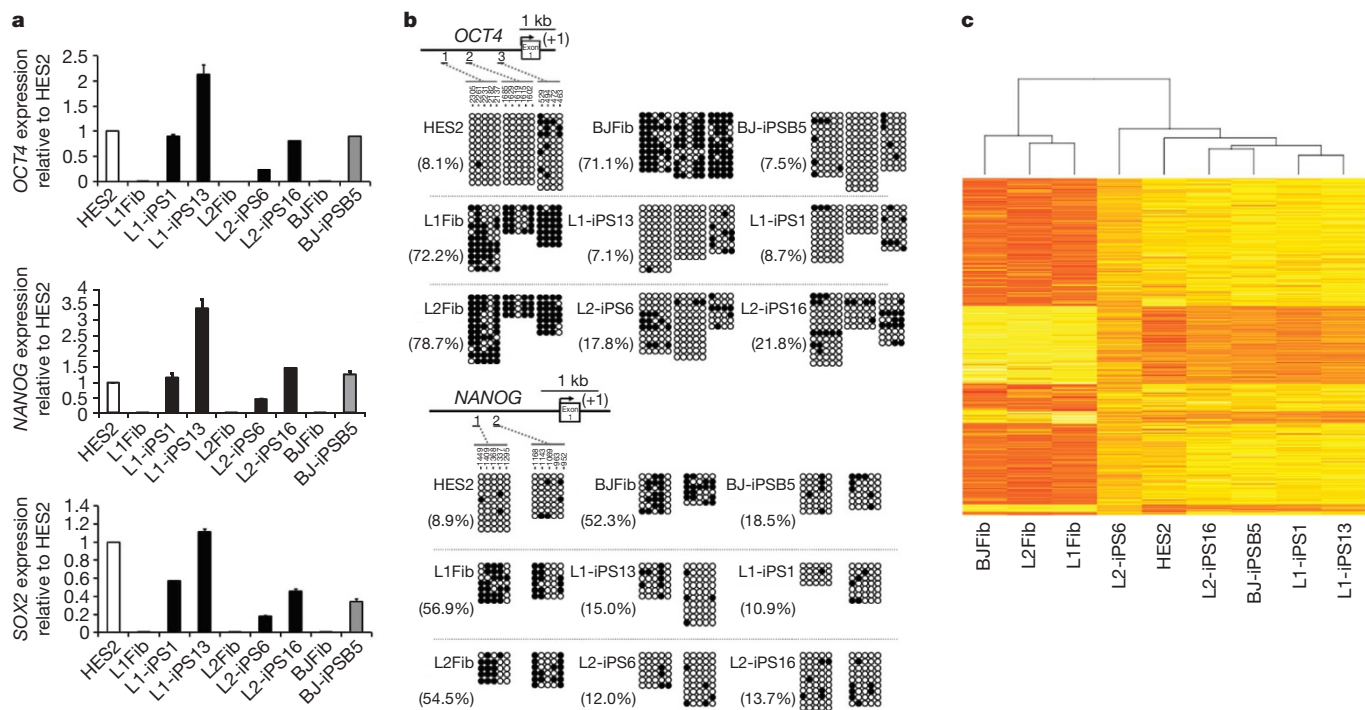 a
OCT4 expression
relative to HES2
2.5
2
1.5
1
0.5
0
HES2
L1Fib
L1-iPS1
L1-iPS13
L2Fib
L2-iPS6
L2-iPS16
BJFib
BJ-iPSB5
NANOG expression
relative to HES2
4
3.5
3
2.5
2
1.5
1
0.5
0
HES2
L1Fib
L1-iPS1
L1-iPS13
L2Fib
L2-iPS6
L2-iPS16
BJFib
BJ-iPSB5
SOX2 expression
relative to HES2
1.4
1.2
1
0.8
0.6
0.4
0.2
0
HES2
L1Fib
L1-iPS1
L1-iPS13
L2Fib
L2-iPS6
L2-iPS16
BJFib
BJ-iPSB5
b
1 kb
OCT4
(+1)
Exon
1
1 2 3
HES2
(8.1%)
BJFib
(71.1%)
BJ-iPSB5
(7.5%)
L1Fib
(72.2%)
L1-iPS13
(7.1%)
L1-iPS1
(8.7%)
L2Fib
(78.7%)
L2-iPS6
(17.8%)
L2-iPS16
(21.8%)
1 kb
NANOG
(+1)
Exon
1
1 2
HES2
(8.9%)
BJFib
(52.3%)
BJ-iPSB5
(18.5%)
L1Fib
(56.9%)
L1-iPS13
(15.0%)
L1-iPS1
(10.9%)
L2Fib
(54.5%)
L2-iPS6
(12.0%)
L2-iPS16
(13.7%)
c
BJFib
L2Fib
L1Fib
L2-iPS6
HES2
L2-iPS16
BJ-iPSB5
L1-iPS1
L1-iPS13